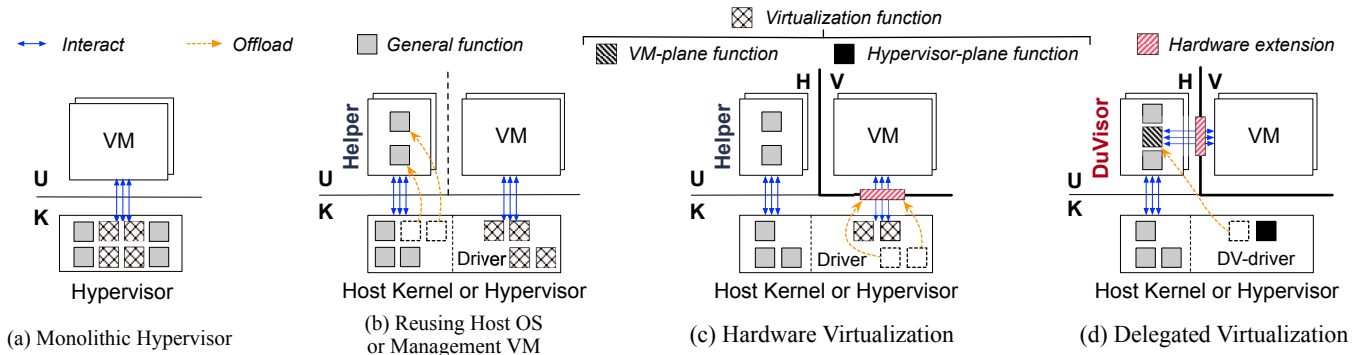 Virtualization function
Interact
Offload
General function
VM-plane function
Hypervisor-plane function
Hardware extension
VM
U
K
Hypervisor
(a) Monolithic Hypervisor
Helper
VM
U
K
Driver
Host Kernel or Hypervisor
(b) Reusing Host OS
or Management VM
H V
Helper
VM
U
K
Driver
Host Kernel or Hypervisor
(c) Hardware Virtualization
H V
DuVisor
VM
U
K
DV-driver
Host Kernel or Hypervisor
(d) Delegated Virtualization